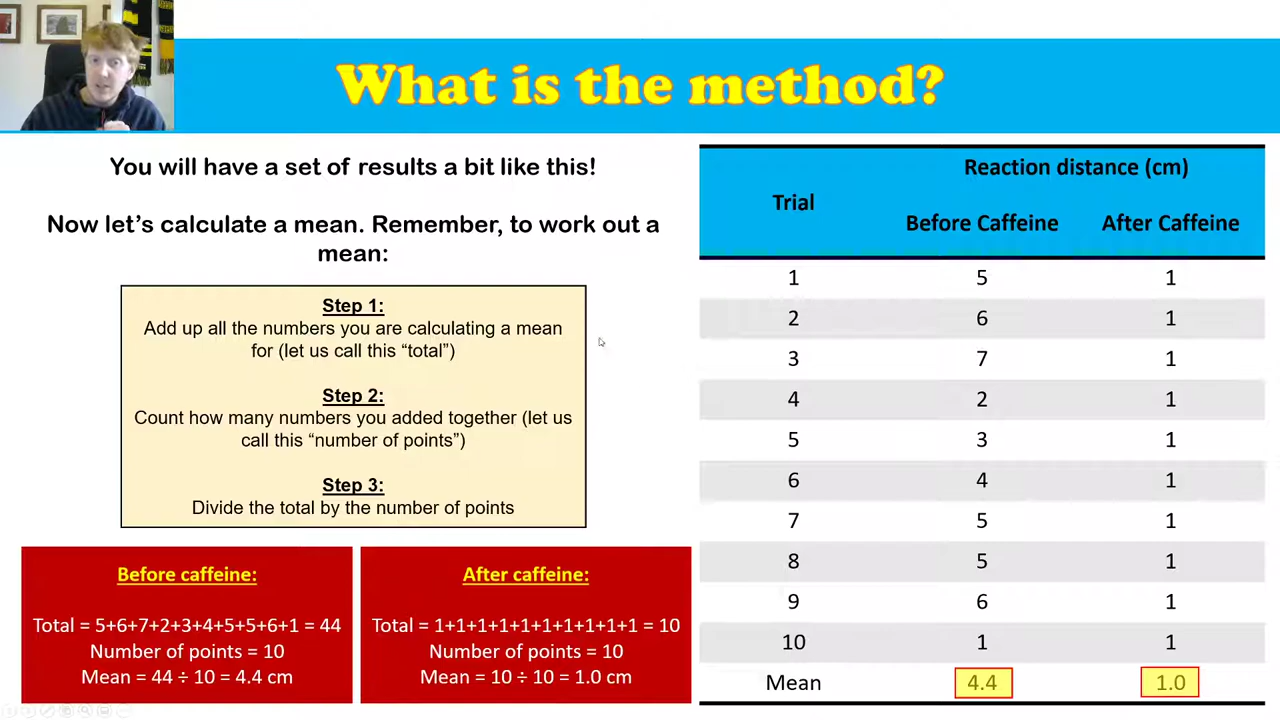 What is the method?
You will have a set of results a bit like this!
Now let's calculate a mean. Remember, to work out a
mean:
Step 1:
Add up all the numbers you are calculating a mean
for (let us call this “total”)
Step 2:
Count how many numbers you added together (let us
call this “number of points”)
Step 3:
Divide the total by the number of points
Before caffeine:
Total = 5+6+7+2+3+4+5+5+6+1 = 44
Number of points = 10
Mean = 44 ÷ 10 = 4.4 cm
After caffeine:
Total = 1+1+1+1+1+1+1+1+1+1 = 10
Number of points = 10
Mean = 10 ÷ 10 = 1.0 cm
Reaction distance (cm)
Trial
Before Caffeine After Caffeine
1 5 1
2 6 1
3 7 1
4 2 1
5 3 1
6 4 1
7 5 1
8 5 1
9 6 1
10 1 1
Mean 4.4 1.0